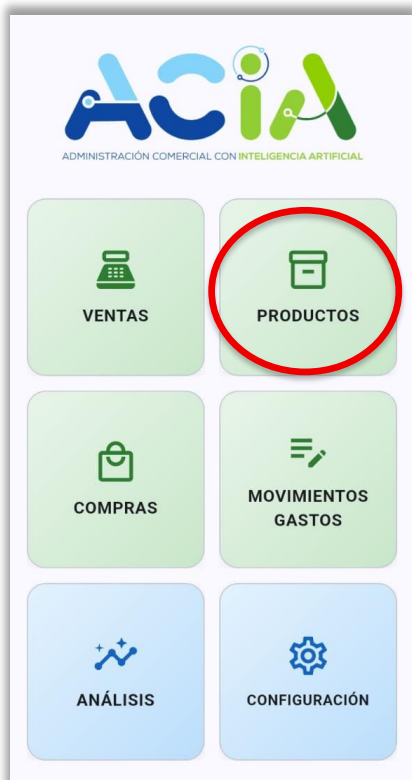 ACiA
ADMINISTRACIÓN COMERCIAL CON INTELIGENCIA ARTIFICIAL
VENTAS
PRODUCTOS
COMPRAS
MOVIMIENTOS
GASTOS
ANÁLISIS
CONFIGURACIÓN